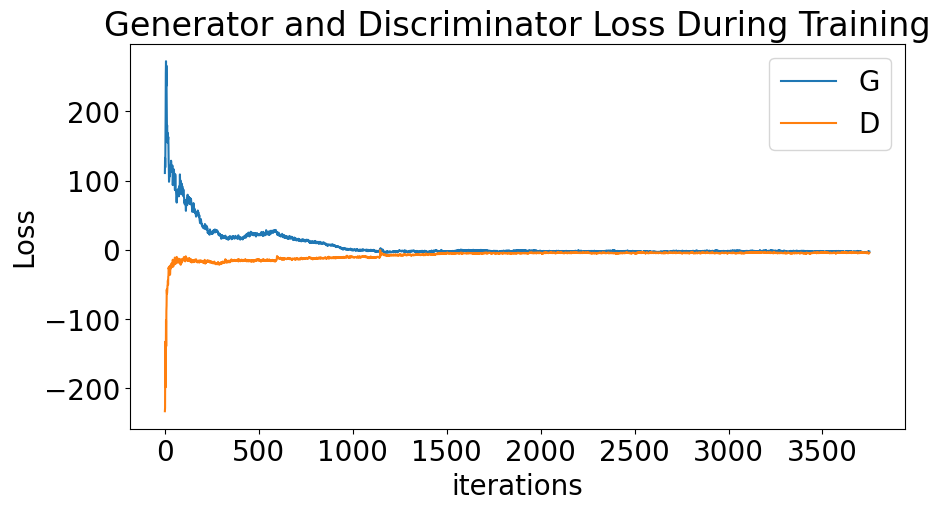 Generator and Discriminator Loss During Training
G
D
200
100
0
−100
−200
Loss
0 500 1000 1500 2000 2500 3000 3500
iterations